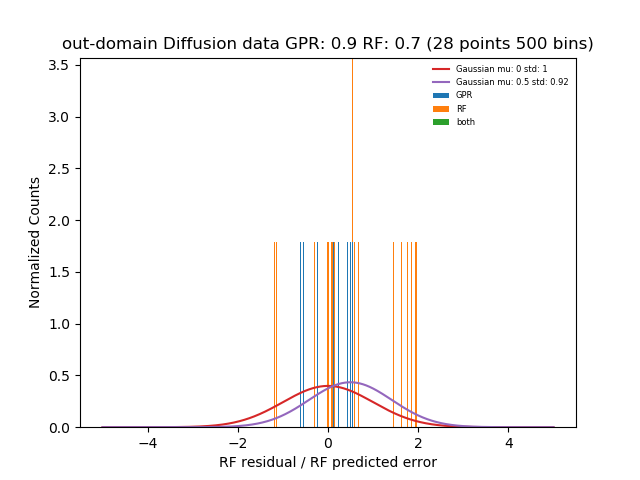 out-domain Diffusion data GPR: 0.9 RF: 0.7 (28 points 500 bins)
Gaussian mu: 0 std: 1
Gaussian mu: 0.5 std: 0.92
GPR
RF
both
Normalized Counts
3.5
3.0
2.5
2.0
1.5
1.0
0.5
0.0
−4
−2
0
2
4
RF residual / RF predicted error